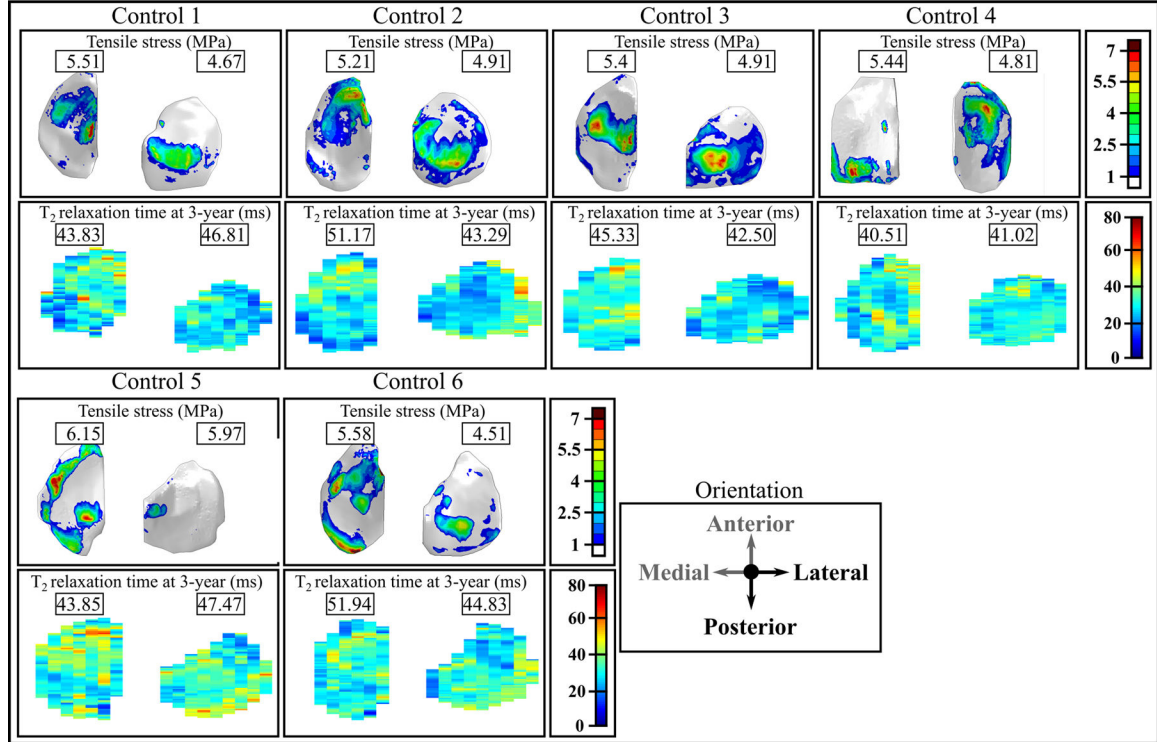 Control 1 Control 2 Control 3 Control 4
Tensile stress (MPa) Tensile stress (MPa) Tensile stress (MPa) Tensile stress (MPa)
5.51 4.67 5.21 4.91 5.4 4.91 5.44 4.81
7
5.5
4
2.5
1
T2 relaxation time at 3-year (ms) T2 relaxation time at 3-year (ms) T2 relaxation time at 3-year (ms) T2 relaxation time at 3-year (ms)
43.83 46.81 51.17 43.29 45.33 42.50 40.51 41.02
80
60
40
20
0
Control 5 Control 6
Tensile stress (MPa) Tensile stress (MPa)
6.15 5.97 5.58 4.51
7
5.5
4
2.5
1
T2 relaxation time at 3-year (ms) T2 relaxation time at 3-year (ms)
43.85 47.47 51.94 44.83
80
60
40
20
0
Orientation
Anterior
Medial Lateral
Posterior